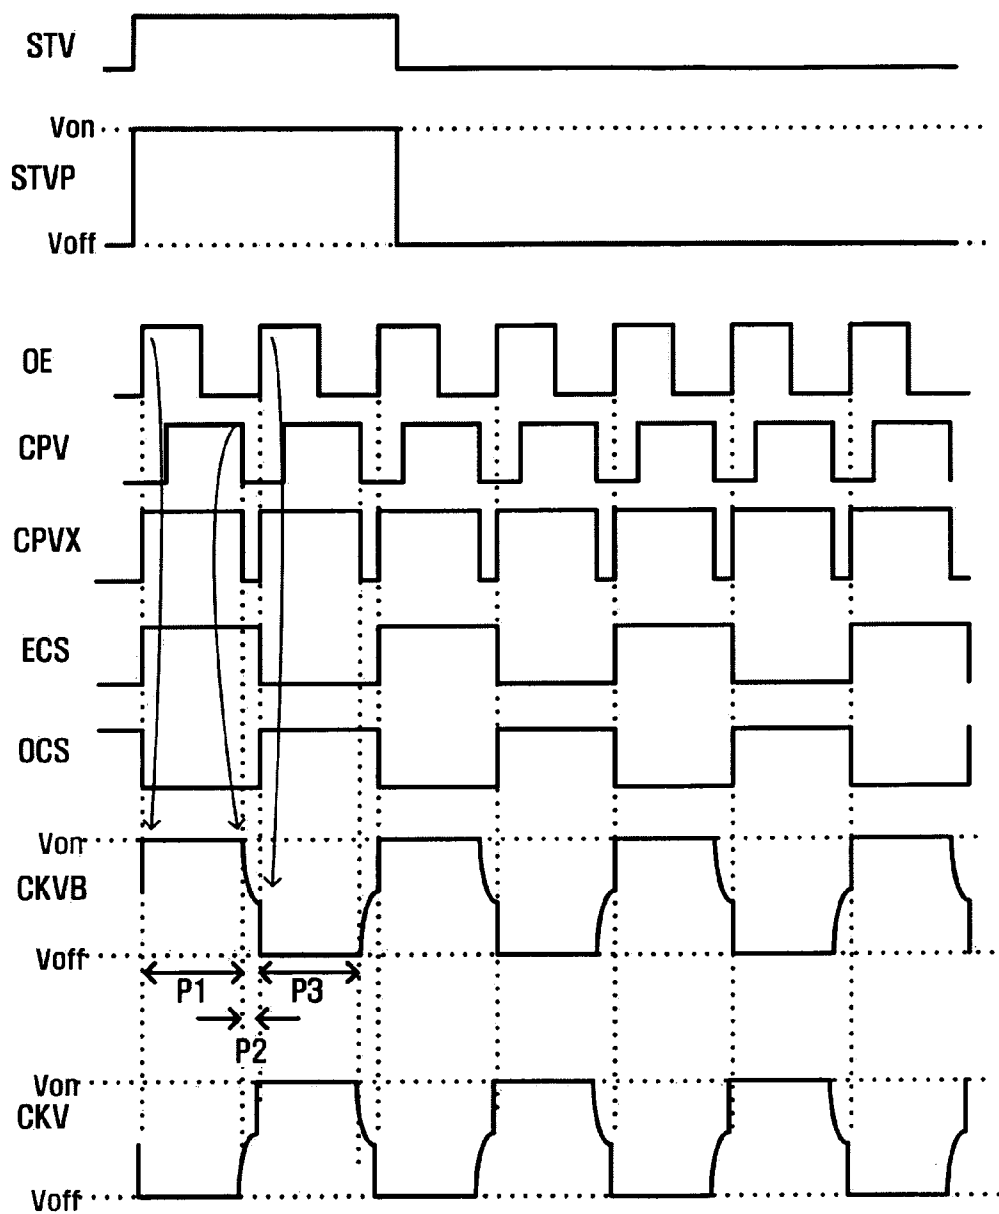 STV
Von
STVP
Voff
OE
CPV
CPVX
ECS
OCS
Von
CKVB
Voff
P1
P3
P2
Von
CKV
Voff